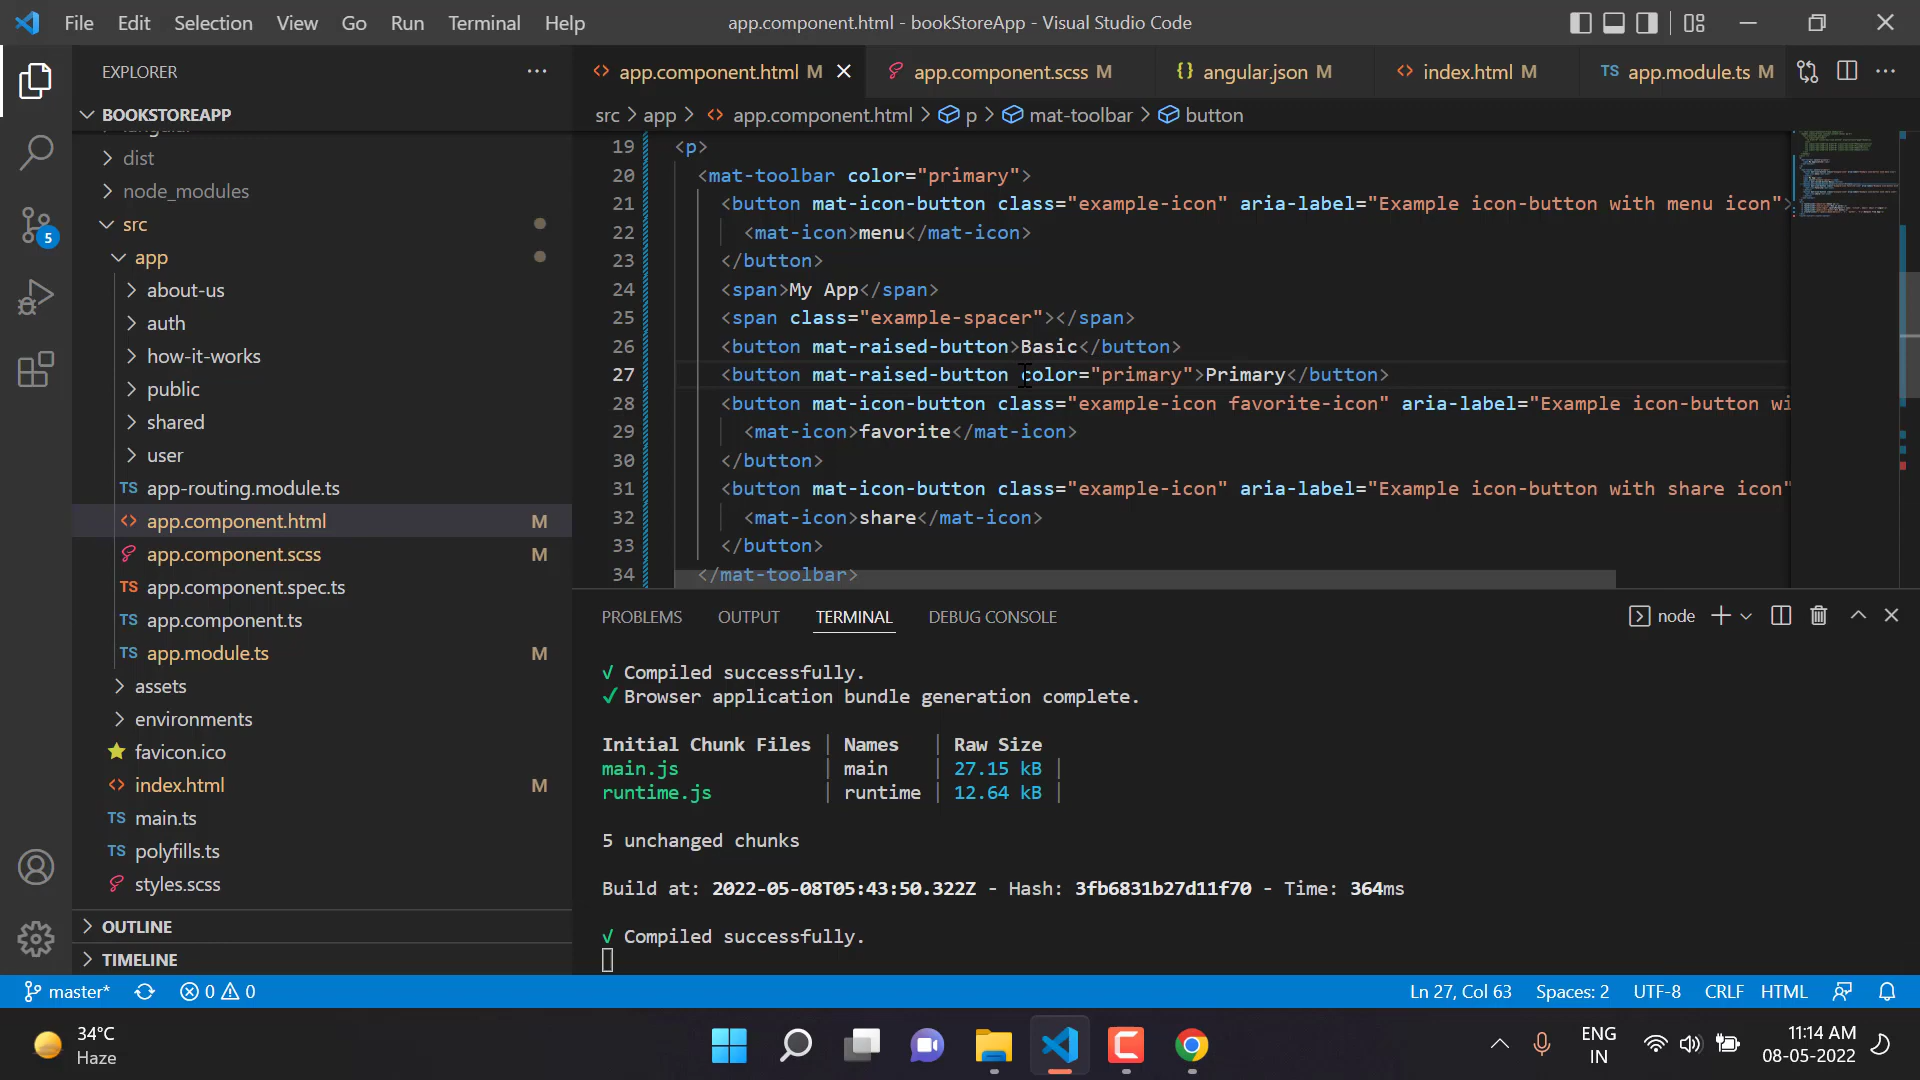 File Edit Selection View Go Run Terminal Help
app.component.html - bookStoreApp - Visual Studio Code
EXPLORER
BOOKSTOREAPP
dist
node_modules
src
app
about-us
auth
how-it-works
public
shared
user
TS app-routing.module.ts
app.component.html M
app.component.scss M
TS app.component.spec.ts
TS app.component.ts
TS app.module.ts M
assets
environments
favicon.ico
index.html M
TS main.ts
TS polyfills.ts
styles.scss
OUTLINE
TIMELINE
5
app.component.html M
app.component.scss M
{} angular.json M
index.html M
TS app.module.ts M
src > app > app.component.html > p > mat-toolbar > button
19 <p>
20 <mat-toolbar color="primary">
21 <button mat-icon-button class="example-icon" aria-label="Example icon-button with menu icon">
22 <mat-icon>menu</mat-icon>
23 </button>
24 <span>My App</span>
25 <span class="example-spacer"></span>
26 <button mat-raised-button>Basic</button>
27 <button mat-raised-button color="primary">Primary</button>
28 <button mat-icon-button class="example-icon favorite-icon" aria-label="Example icon-button wi
29 <mat-icon>favorite</mat-icon>
30 </button>
31 <button mat-icon-button class="example-icon" aria-label="Example icon-button with share icon"
32 <mat-icon>share</mat-icon>
33 </button>
34 </mat-toolbar>
PROBLEMS OUTPUT TERMINAL DEBUG CONSOLE
node
√ Compiled successfully.
✓ Browser application bundle generation complete.
Initial Chunk Files | Names | Raw Size
main.js | main | 27.15 kB |
runtime.js | runtime | 12.64 kB |
5 unchanged chunks
Build at: 2022-05-08T05:43:50.322Z - Hash: 3fb6831b27d11f70 - Time: 364ms
√ Compiled successfully.
master* 0 0
Ln 27, Col 63 Spaces: 2 UTF-8 CRLF HTML
34°C
Haze
ENG
IN
11:14 AM
08-05-2022